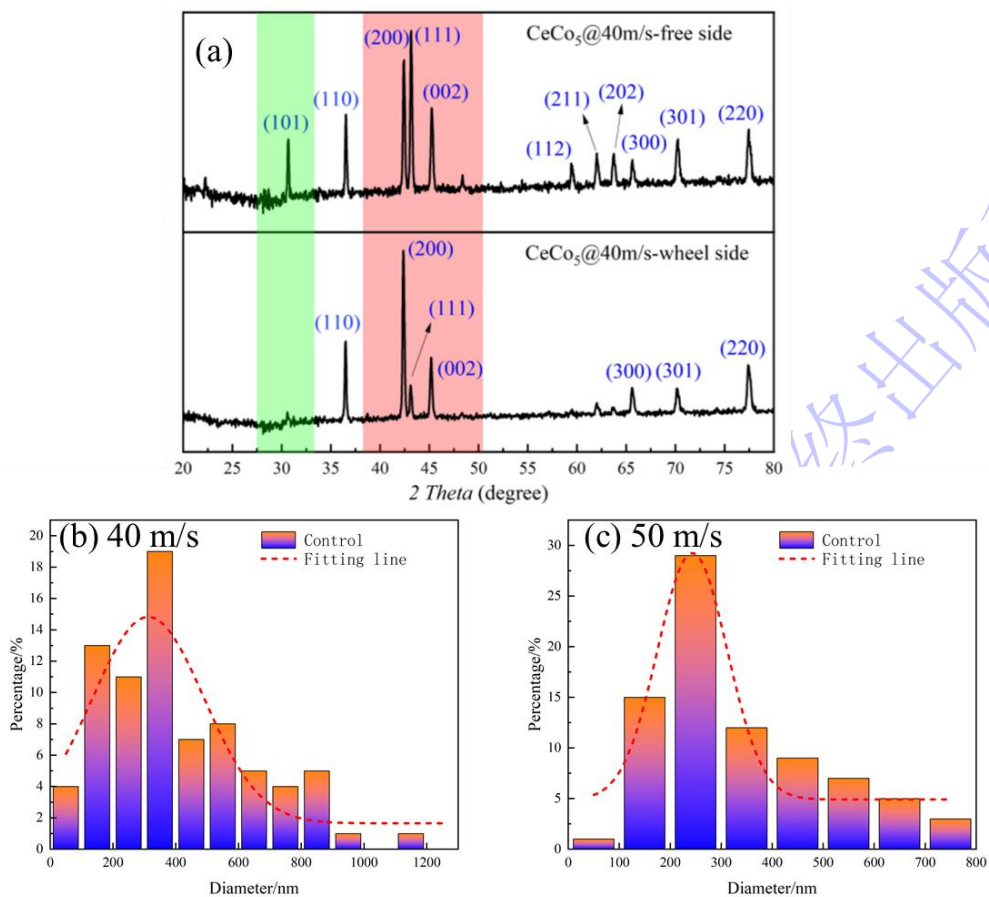 (a)
CeCo₅@40m/s-free side
(101)
(110)
(200)
(111)
(002)
(112)
(211)
(202)
(300)
(301)
(220)
CeCo₅@40m/s-wheel side
(110)
(200)
(111)
(002)
(300)
(301)
(220)
20 25 30 35 40 45 50 55 60 65 70 75 80
2 Theta (degree)
终出版
(b) 40 m/s
Control
Fitting line
Percentage/%
20
18
16
14
12
10
8
6
4
2
0
0 200 400 600 800 1000 1200
Diameter/nm
(c) 50 m/s
Control
Fitting line
Percentage/%
30
25
20
15
10
5
0
0 100 200 300 400 500 600 700 800
Diameter/nm